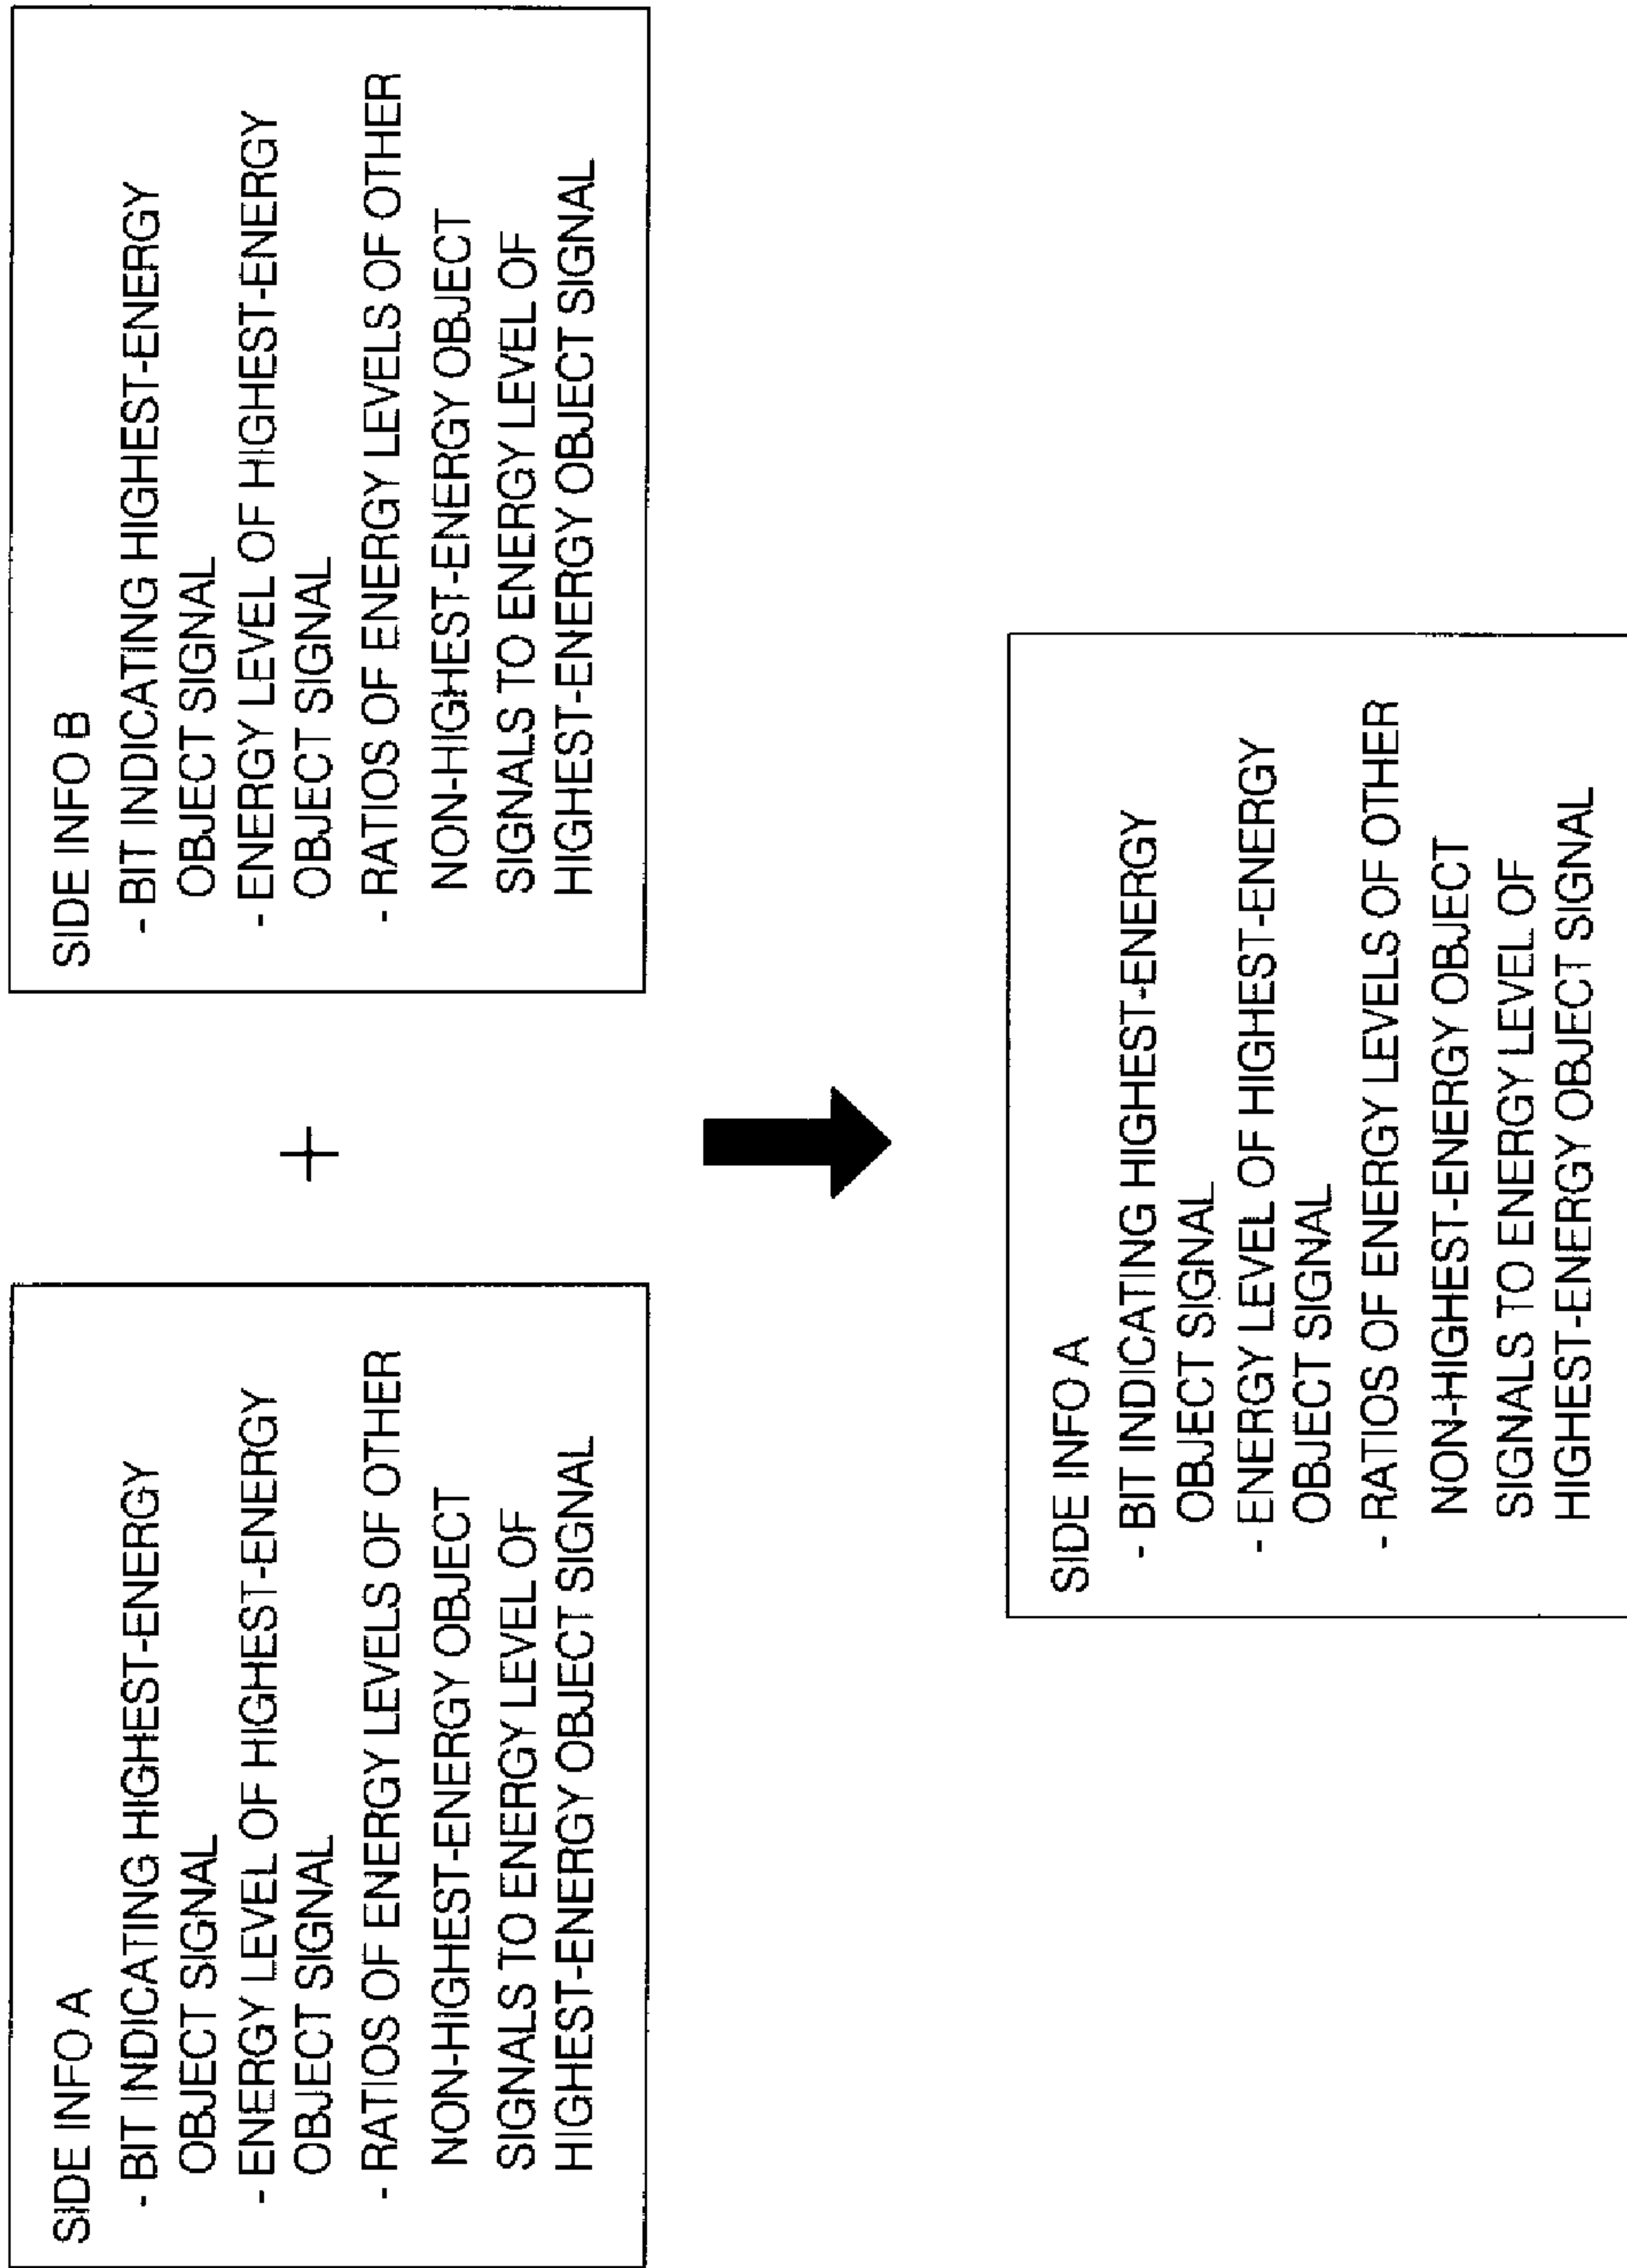 SIDE INFO A
- BIT INDICATING HIGHEST-ENERGY
OBJECT SIGNAL
- ENERGY LEVEL OF HIGHEST-ENERGY
OBJECT SIGNAL
- RATIOS OF ENERGY LEVELS OF OTHER
NON-HIGHEST-ENERGY OBJECT
SIGNALS TO ENERGY LEVEL OF
HIGHEST-ENERGY OBJECT SIGNAL
+
SIDE INFO B
- BIT INDICATING HIGHEST-ENERGY
OBJECT SIGNAL
- ENERGY LEVEL OF HIGHEST-ENERGY
OBJECT SIGNAL
- RATIOS OF ENERGY LEVELS OF OTHER
NON-HIGHEST-ENERGY OBJECT
SIGNALS TO ENERGY LEVEL OF
HIGHEST-ENERGY OBJECT SIGNAL
SIDE INFO A
- BIT INDICATING HIGHEST-ENERGY
OBJECT SIGNAL
- ENERGY LEVEL OF HIGHEST-ENERGY
OBJECT SIGNAL
- RATIOS OF ENERGY LEVELS OF OTHER
NON-HIGHEST-ENERGY OBJECT
SIGNALS TO ENERGY LEVEL OF
HIGHEST-ENERGY OBJECT SIGNAL